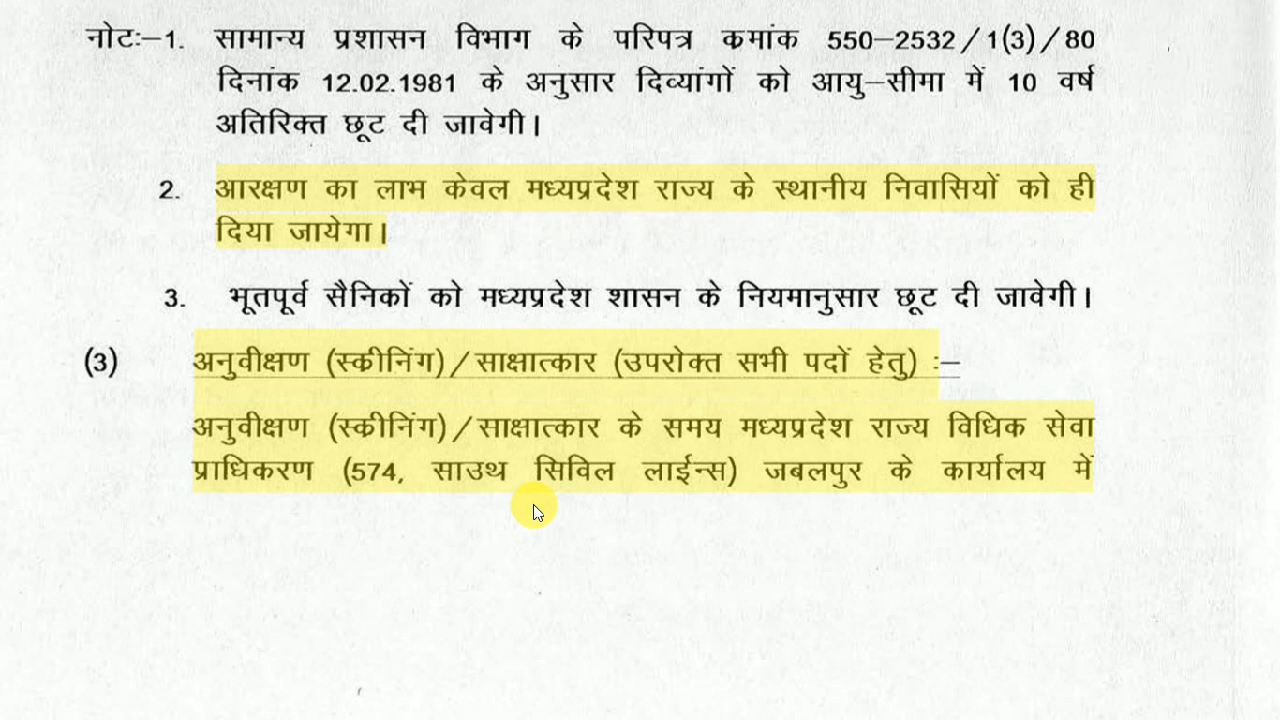 नोटः–1. सामान्य प्रशासन विभाग के परिपत्र क्रमांक 550–2532/1(3)/80
दिनांक 12.02.1981 के अनुसार दिव्यांगों को आयु–सीमा में 10 वर्ष
अतिरिक्त छूट दी जावेगी।
2. आरक्षण का लाभ केवल मध्यप्रदेश राज्य के स्थानीय निवासियों को ही
दिया जायेगा।
3. भूतपूर्व सैनिकों को मध्यप्रदेश शासन के नियमानुसार छूट दी जावेगी।
(3) अनुवीक्षण (स्क्रीनिंग)/साक्षात्कार (उपरोक्त सभी पदों हेतु) :–
अनुवीक्षण (स्क्रीनिंग)/साक्षात्कार के समय मध्यप्रदेश राज्य विधिक सेवा
प्राधिकरण (574, साउथ सिविल लाईन्स) जबलपुर के कार्यालय में